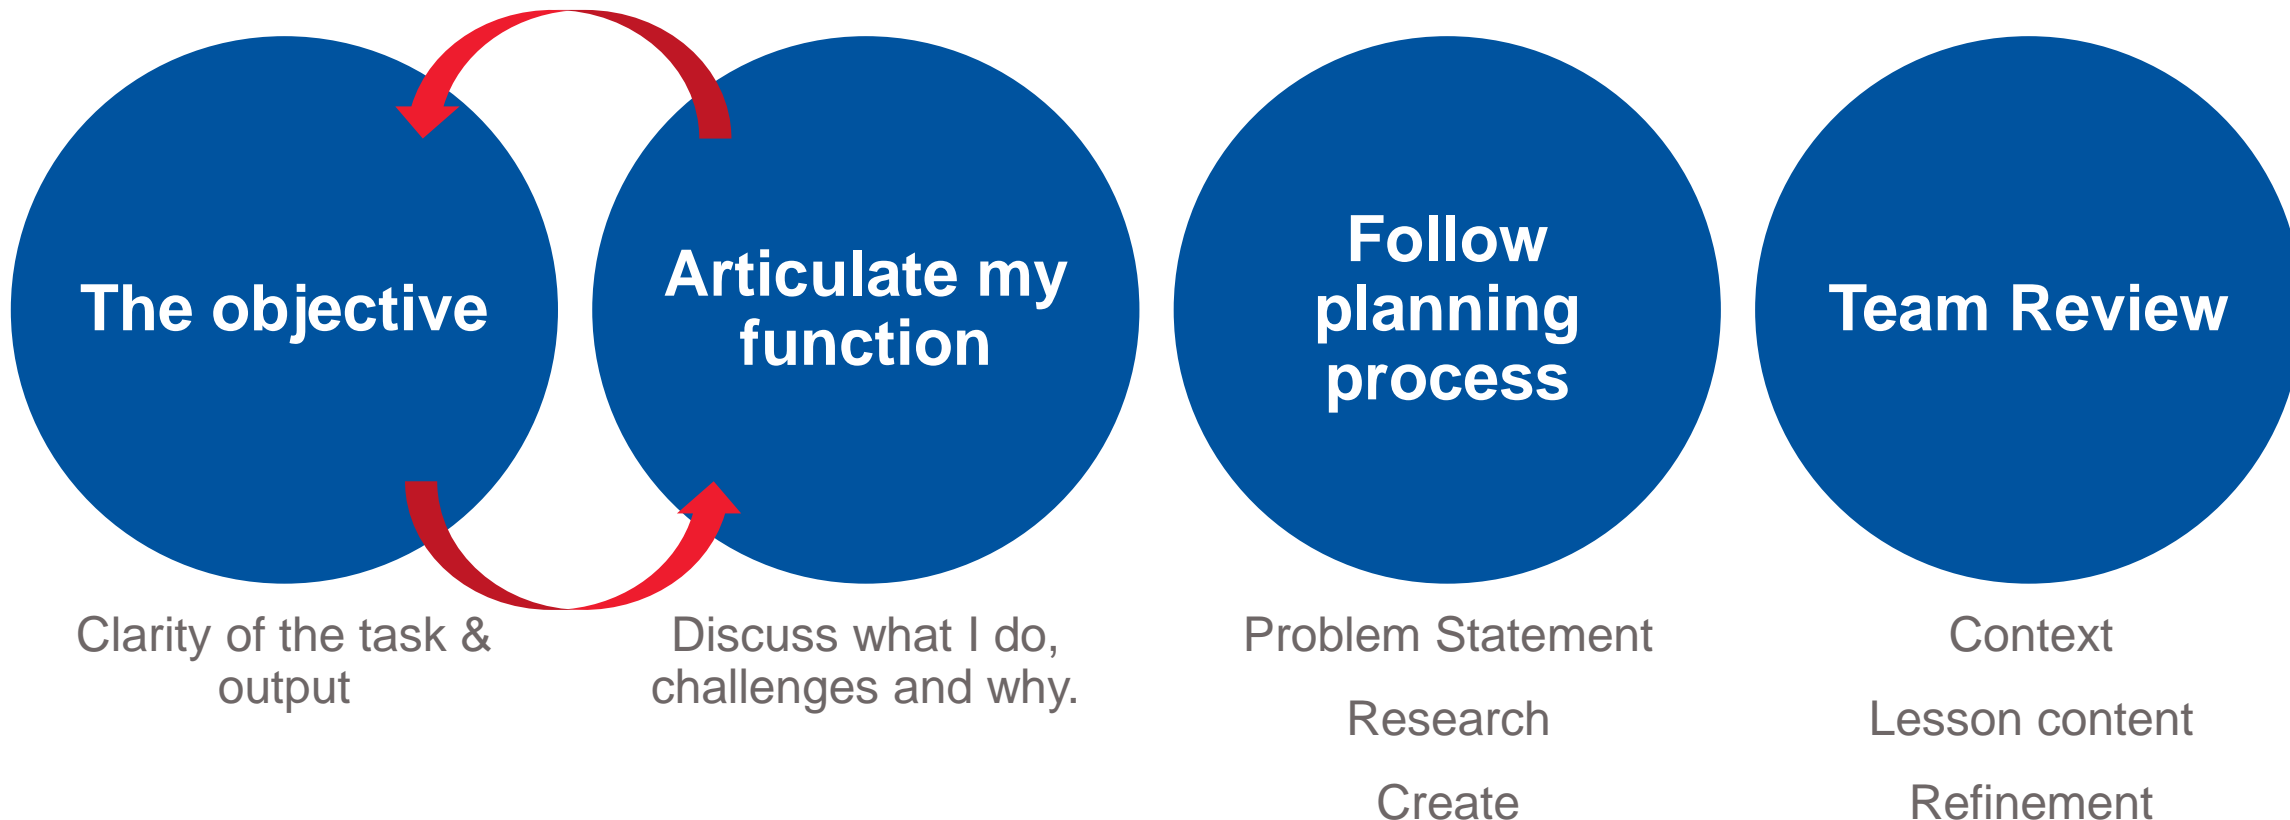 The objective
Clarity of the task &
output
Articulate my
function
Discuss what I do,
challenges and why.
Follow
planning
process
Problem Statement
Research
Create
Team Review
Context
Lesson content
Refinement